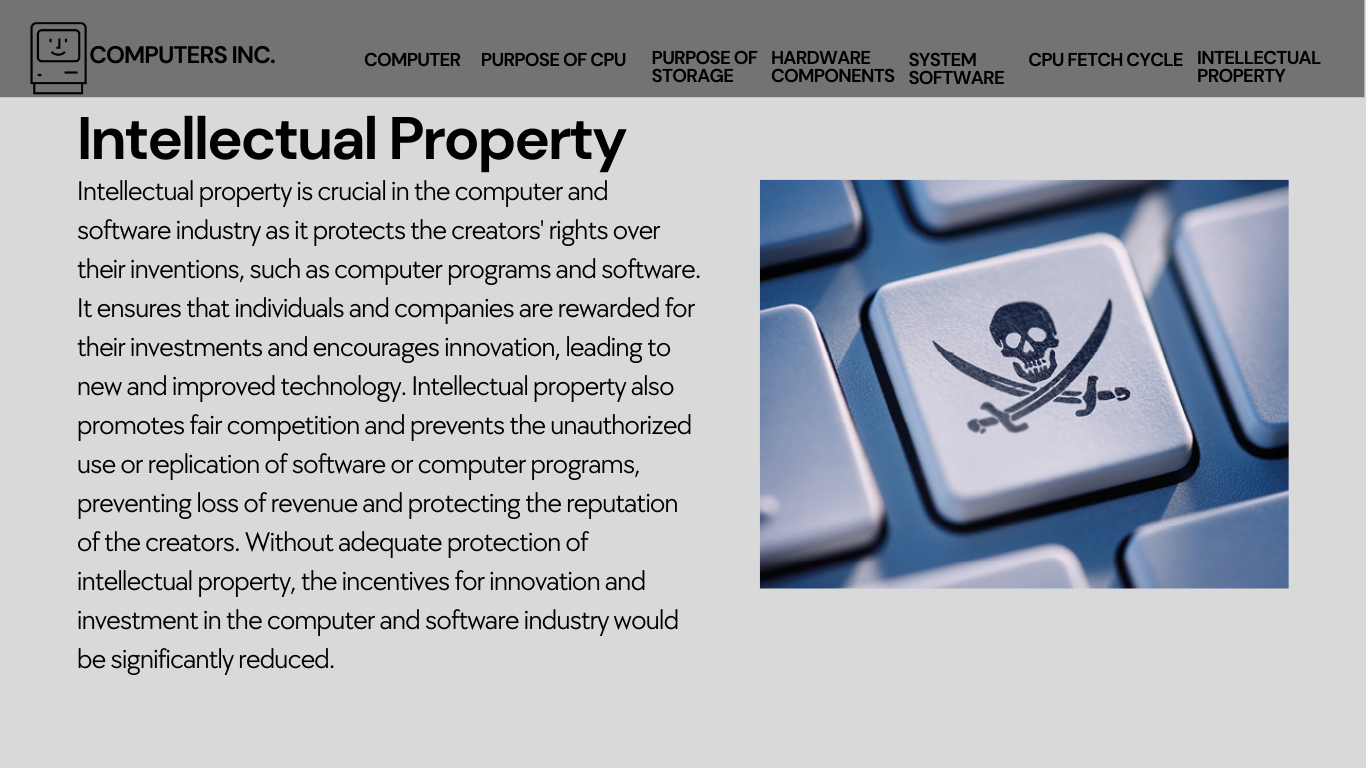 COMPUTERS INC.
COMPUTER
PURPOSE OF CPU
PURPOSE OF
STORAGE
HARDWARE
COMPONENTS
SYSTEM
SOFTWARE
CPU FETCH CYCLE
INTELLECTUAL
PROPERTY
Intellectual Property
Intellectual property is crucial in the computer and
software industry as it protects the creators' rights over
their inventions, such as computer programs and software.
It ensures that individuals and companies are rewarded for
their investments and encourages innovation, leading to
new and improved technology. Intellectual property also
promotes fair competition and prevents the unauthorized
use or replication of software or computer programs,
preventing loss of revenue and protecting the reputation
of the creators. Without adequate protection of
intellectual property, the incentives for innovation and
investment in the computer and software industry would
be significantly reduced.